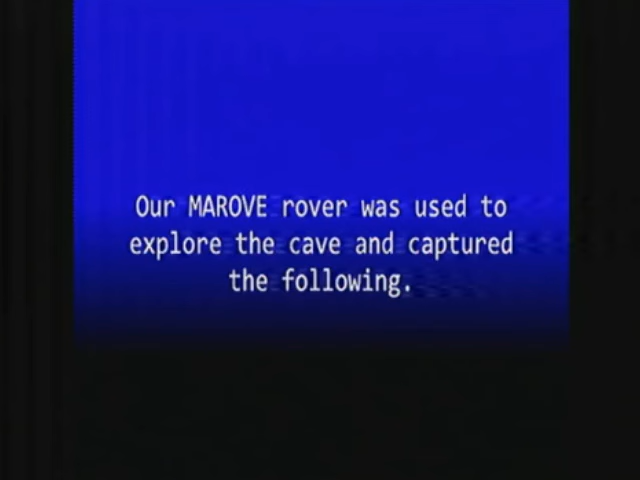 Our MAROVE rover was used to
explore the cave and captured
the following.